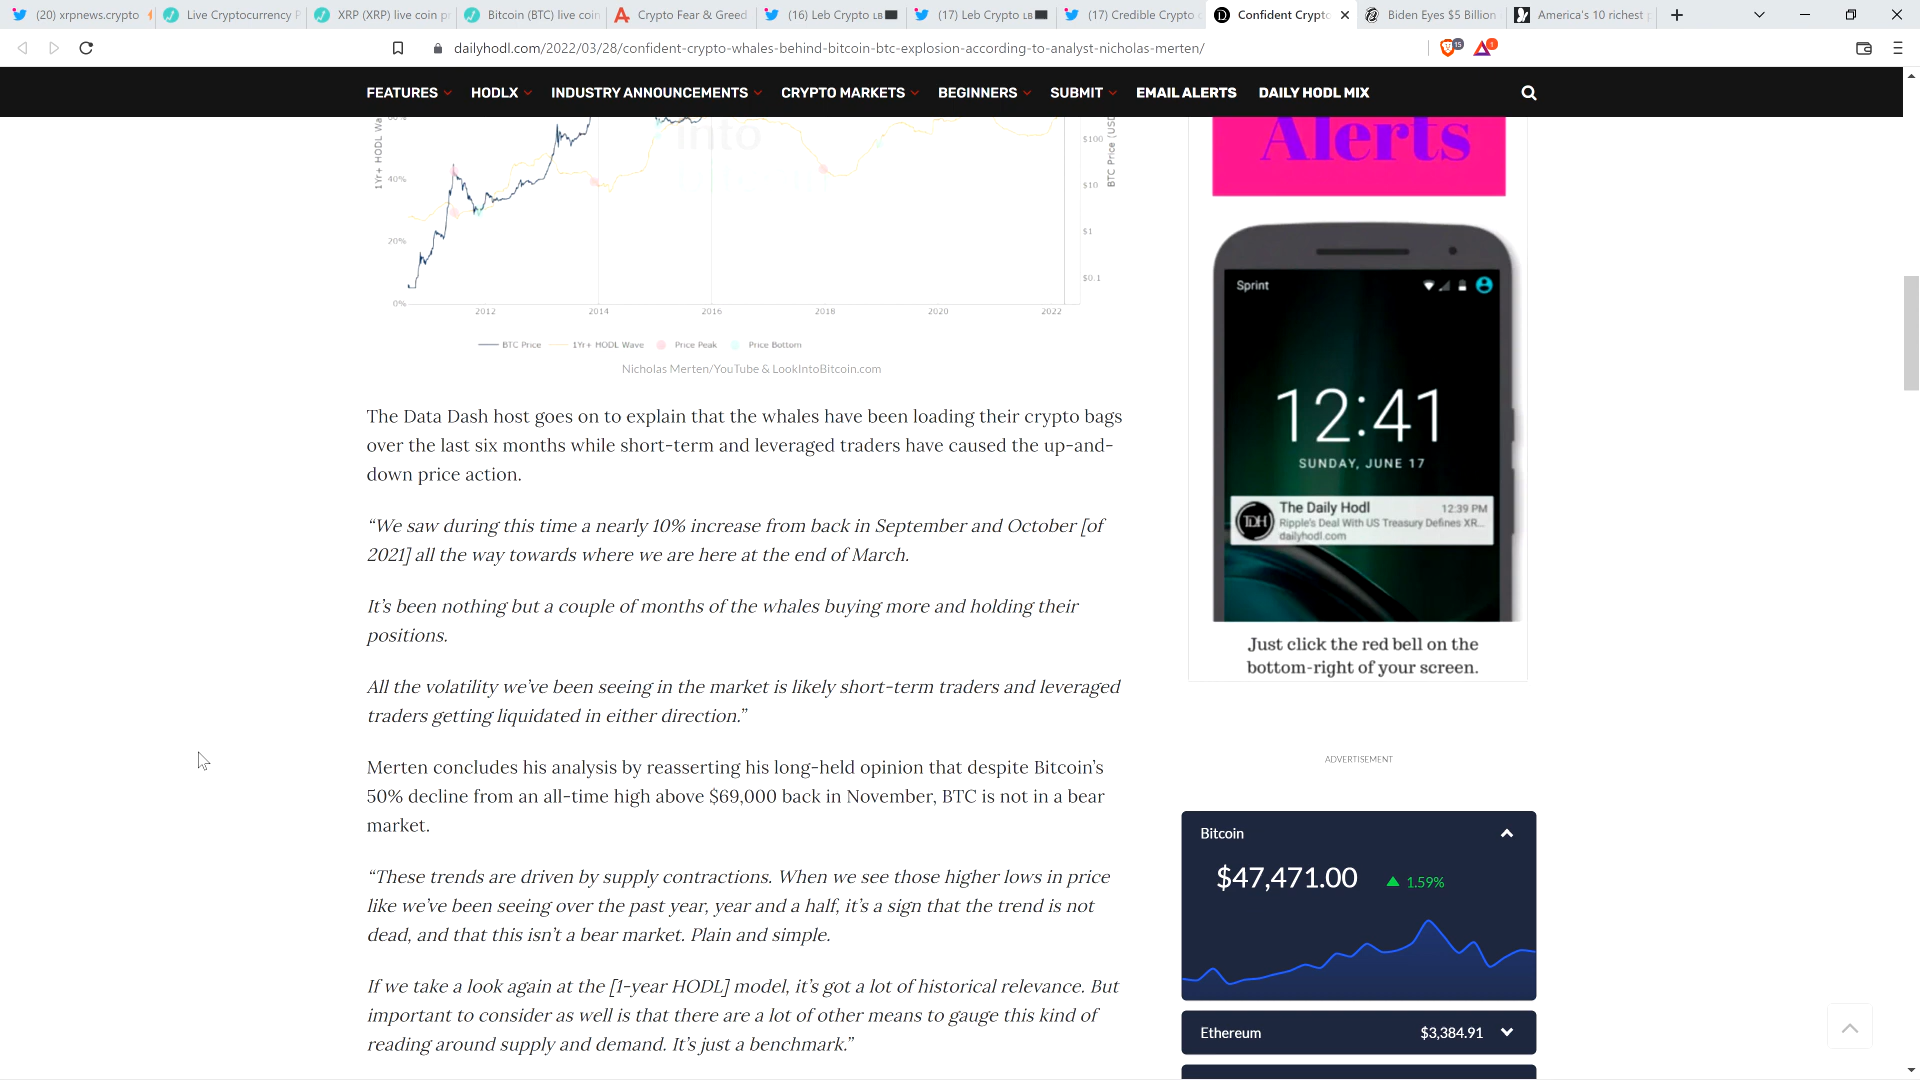 (20) xrpnews.crypto
Live Cryptocurrency P
XRP (XRP) live coin pr
Bitcoin (BTC) live coin
Crypto Fear & Greed
(16) Leb Crypto LB
(17) Leb Crypto LB
(17) Credible Crypto
Confident Crypto
Biden Eyes $5 Billion
America's 10 richest p
dailyhodl.com/2022/03/28/confident-crypto-whales-behind-bitcoin-btc-explosion-according-to-analyst-nicholas-merten/
15
1
FEATURES
HODLX
INDUSTRY ANNOUNCEMENTS
CRYPTO MARKETS
BEGINNERS
SUBMIT
EMAIL ALERTS
DAILY HODL MIX
into
1Yr+ HODL Wa
40%
20%
0%
$100
$10
$1
$0.1
BTC Price (USD
2012
2014
2016
2018
2020
2022
BTC Price
1Yr+ HODL Wave
Price Peak
Price Bottom
Nicholas Merten/YouTube & LookIntoBitcoin.com
The Data Dash host goes on to explain that the whales have been loading their crypto bags
over the last six months while short-term and leveraged traders have caused the up-and-
down price action.
“We saw during this time a nearly 10% increase from back in September and October [of
2021] all the way towards where we are here at the end of March.
It’s been nothing but a couple of months of the whales buying more and holding their
positions.
All the volatility we’ve been seeing in the market is likely short-term traders and leveraged
traders getting liquidated in either direction.”
Merten concludes his analysis by reasserting his long-held opinion that despite Bitcoin’s
50% decline from an all-time high above $69,000 back in November, BTC is not in a bear
market.
“These trends are driven by supply contractions. When we see those higher lows in price
like we’ve been seeing over the past year, year and a half, it’s a sign that the trend is not
dead, and that this isn’t a bear market. Plain and simple.
If we take a look again at the [1-year HODL] model, it’s got a lot of historical relevance. But
important to consider as well is that there are a lot of other means to gauge this kind of
reading around supply and demand. It’s just a benchmark.”
Alerts
Sprint
12:41
SUNDAY, JUNE 17
TDH
The Daily Hodl
12:39 PM
Ripple's Deal With US Treasury Defines XR...
dailyhodl.com
Just click the red bell on the
bottom-right of your screen.
ADVERTISEMENT
Bitcoin
$47,471.00
1.59%
Ethereum
$3,384.91